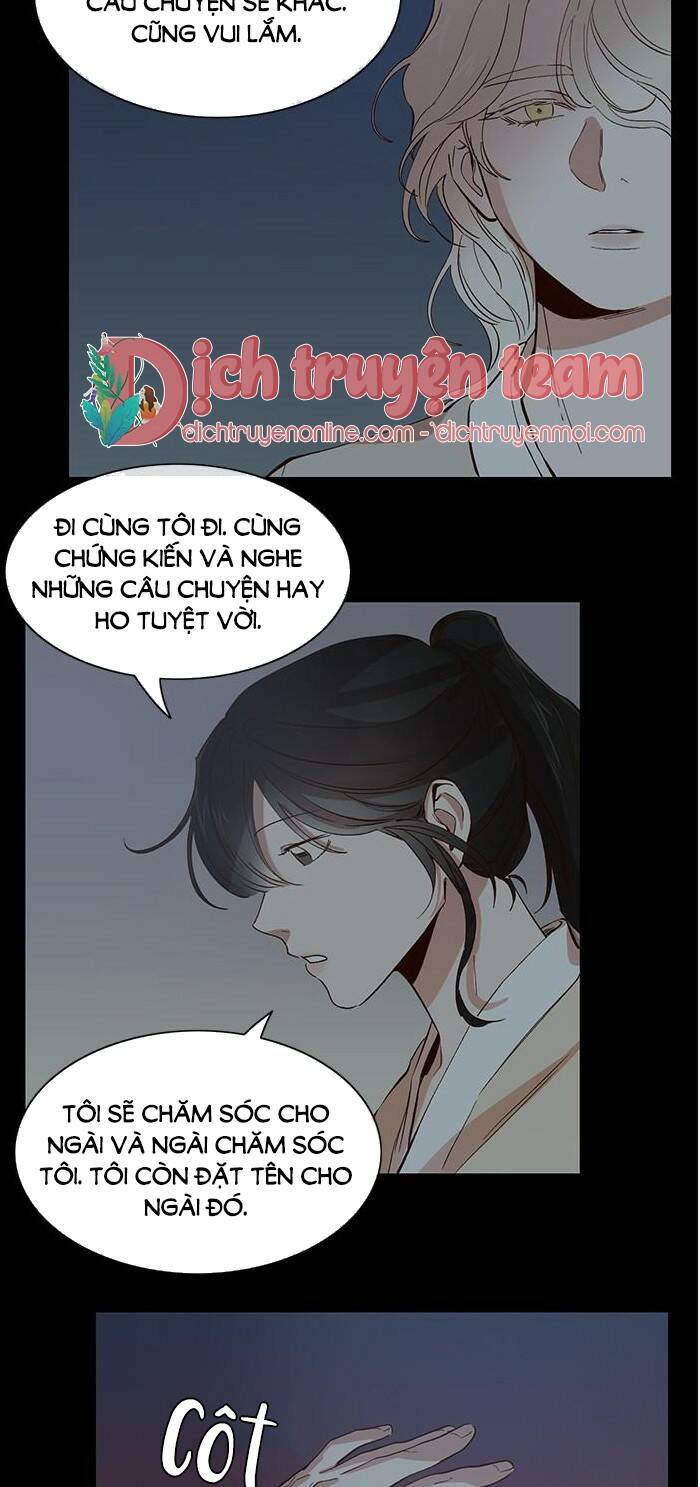 CÂU CHUYỆN SẼ KHÁC.
CŨNG VUI LẮM.
Dịch truyện team
dichtruyenonline.com - dichtruyenmoi.com
ĐI CÙNG TÔI ĐI. CÙNG
CHỨNG KIẾN VÀ NGHE
NHỮNG CÂU CHUYỆN HAY
HO TUYỆT VỜI.
TÔI SẼ CHĂM SÓC CHO
NGÀI VÀ NGÀI CHĂM SÓC
TÔI. TÔI CÒN ĐẶT TÊN CHO
NGÀI ĐÓ.
CỘT